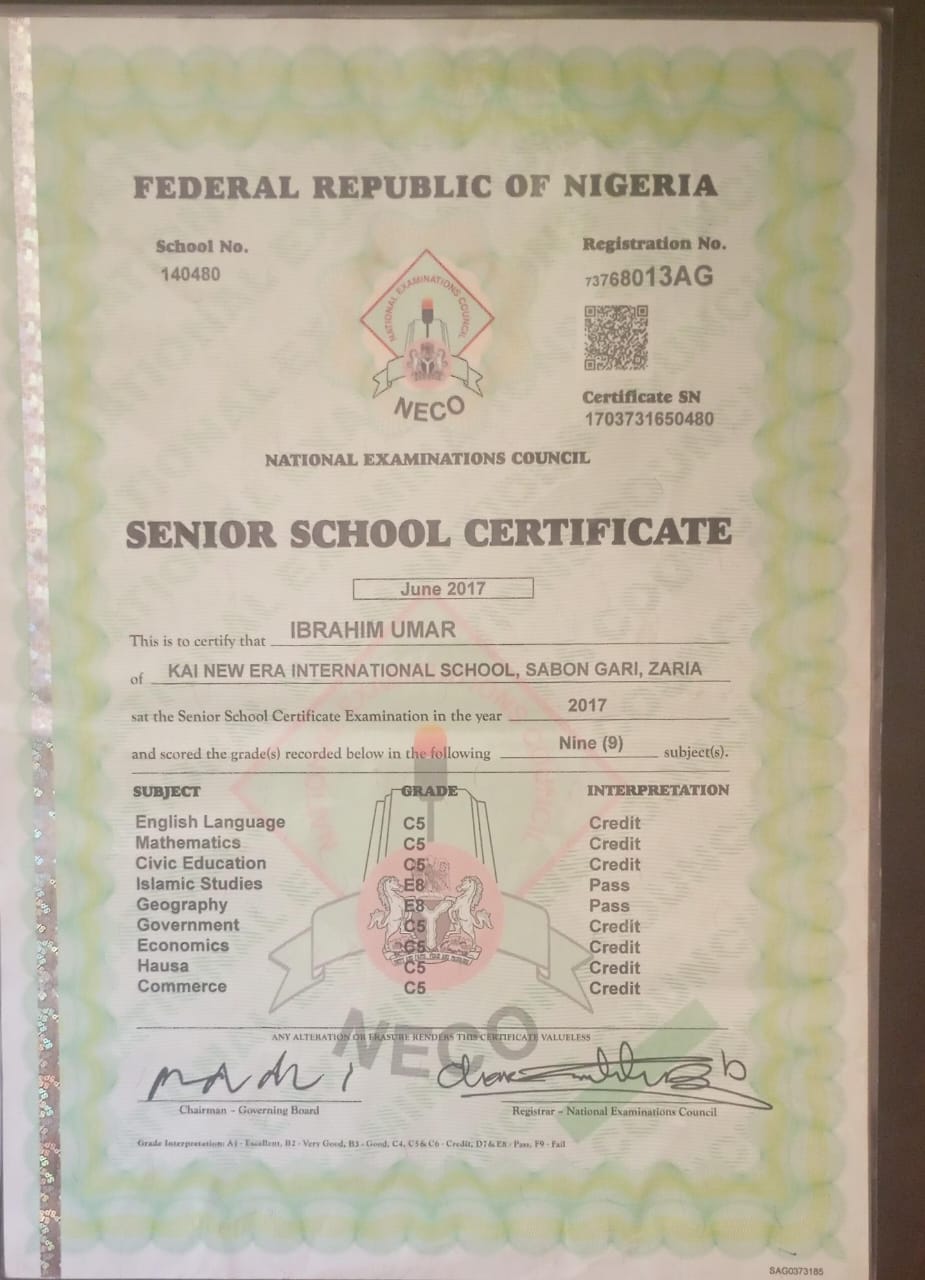 FEDERAL REPUBLIC OF NIGERIA
School No.
140480
Registration No.
73768013AG
NATIONAL EXAMINATIONS COUNCIL
NECO
Certificate SN
1703731650480
NATIONAL EXAMINATIONS COUNCIL
SENIOR SCHOOL CERTIFICATE
June 2017
This is to certify that IBRAHIM UMAR
of KAI NEW ERA INTERNATIONAL SCHOOL, SABON GARI, ZARIA
sat the Senior School Certificate Examination in the year 2017
and scored the grade(s) recorded below in the following Nine (9) subject(s).
SUBJECT GRADE INTERPRETATION
English Language C5 Credit
Mathematics C5 Credit
Civic Education C5 Credit
Islamic Studies E8 Pass
Geography E8 Pass
Government C5 Credit
Economics C5 Credit
Hausa C5 Credit
Commerce C5 Credit
NECO
ANY ALTERATION OR ERASURE RENDERS THIS CERTIFICATE VALUELESS
Chairman - Governing Board
Registrar - National Examinations Council
Grade Interpretation: A1 - Excellent, B2 - Very Good, B3 - Good, C4, C5 & C6 - Credit, D7 & E8 - Pass, F9 - Fail
SAG0373185